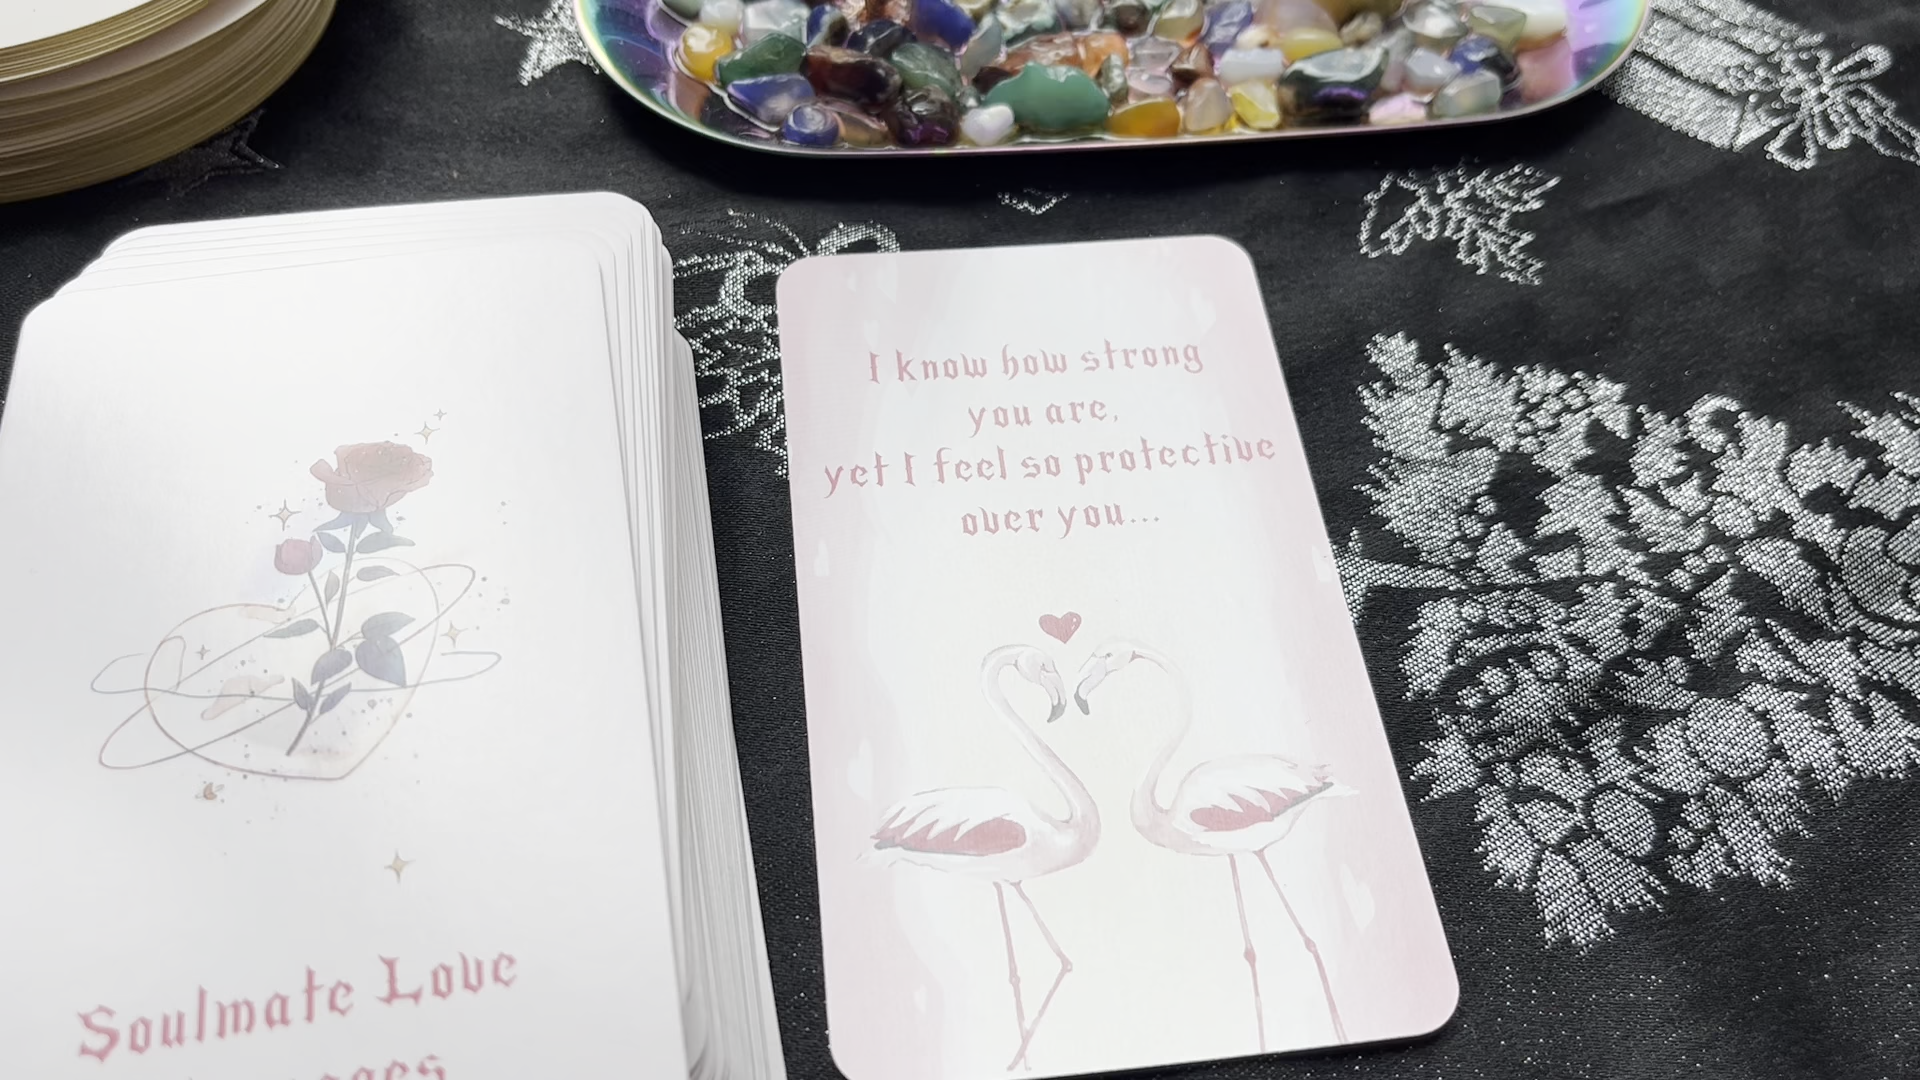 I know how strong
you are,
yet I feel so protective
over you...
Soulmate Love